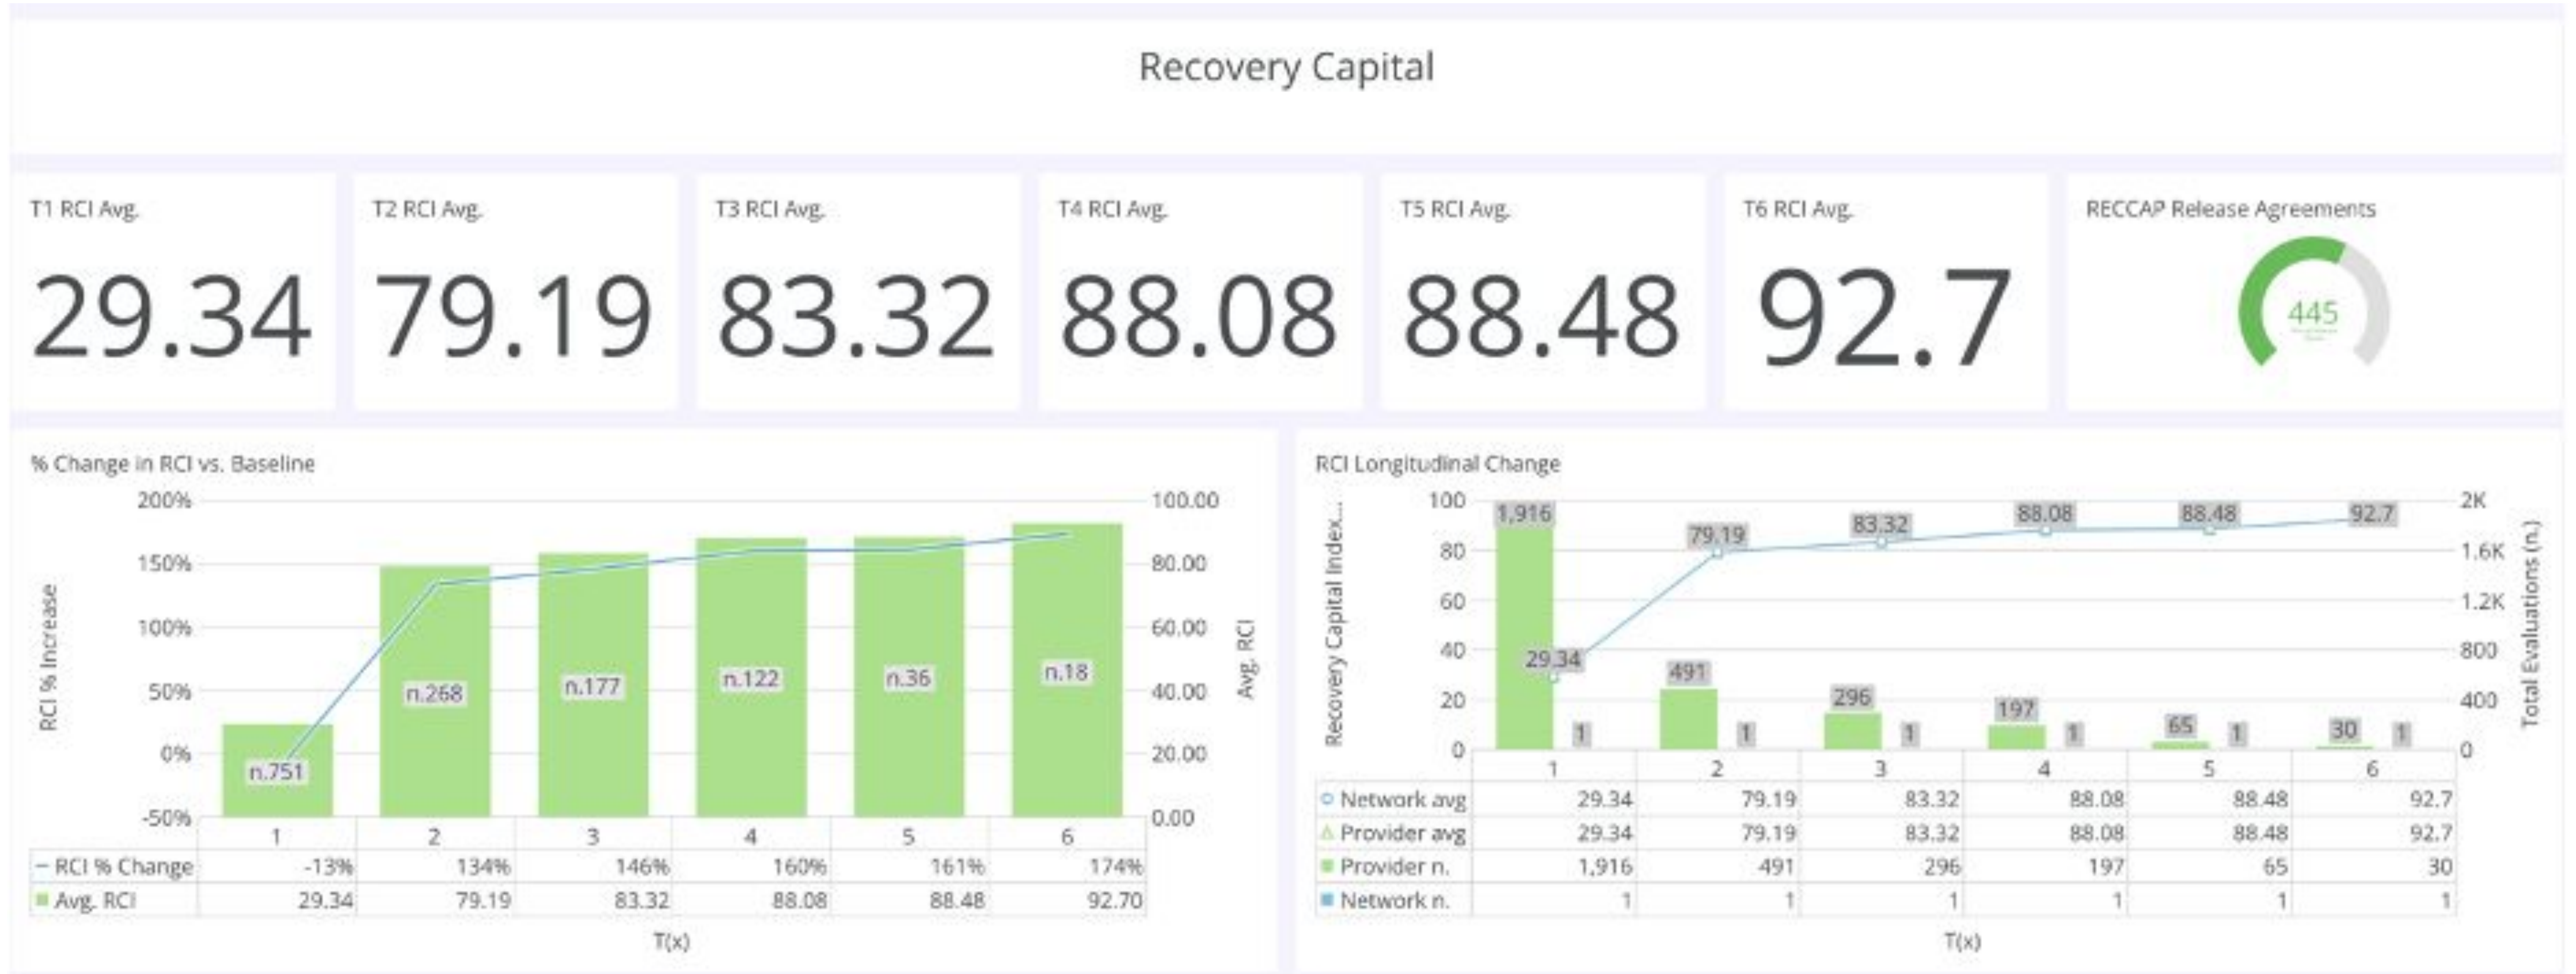 Recovery Capital
T1 RCI Avg.
29.34
T2 RCI Avg.
79.19
T3 RCI Avg.
83.32
T4 RCI Avg.
88.08
T5 RCI Avg.
88.48
T6 RCI Avg.
92.7
RECCAP Release Agreements
445
% Change in RCI vs. Baseline
RCI % Increase
200%
150%
100%
50%
0%
-50%
100.00
80.00
60.00
40.00
20.00
0.00
Avg. RCI
n.751
n.268
n.177
n.122
n.36
n.18
1 2 3 4 5 6
RCI % Change -13% 134% 146% 160% 161% 174%
Avg. RCI 29.34 79.19 83.32 88.08 88.48 92.70
T(x)
RCI Longitudinal Change
Recovery Capital Index...
100
80
60
40
20
0
2K
1.6K
1.2K
800
400
0
Total Evaluations (n.)
29.34 79.19 83.32 88.08 88.48 92.7
1,916 491 296 197 65 30
1 1 1 1 1 1
1 2 3 4 5 6
Network avg 29.34 79.19 83.32 88.08 88.48 92.7
Provider avg 29.34 79.19 83.32 88.08 88.48 92.7
Provider n. 1,916 491 296 197 65 30
Network n. 1 1 1 1 1 1
T(x)